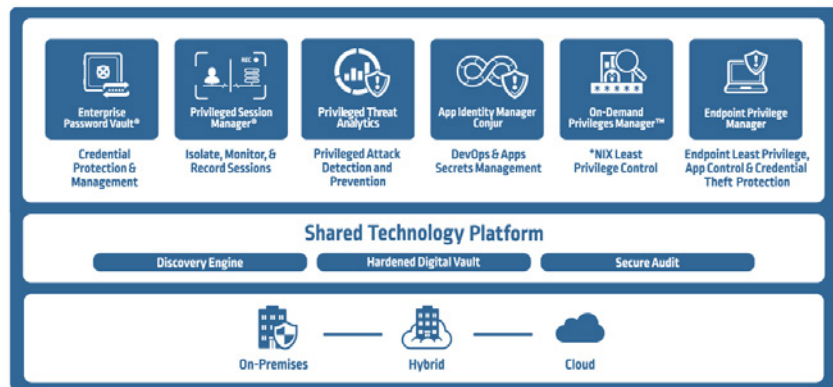 Enterprise
Password Vault®
REC
Privileged Session
Manager®
Privileged Threat
Analytics
App Identity Manager
Conjur
On-Demand
Privileges Manager™
Endpoint Privilege
Manager
Credential
Protection &
Management
Isolate, Monitor, &
Record Sessions
Privileged Attack
Detection and
Prevention
DevOps & Apps
Secrets Management
*NIX Least
Privilege Control
Endpoint Least Privilege,
App Control & Credential
Theft Protection
Shared Technology Platform
Discovery Engine
Hardened Digital Vault
Secure Audit
On-Premises
Hybrid
Cloud